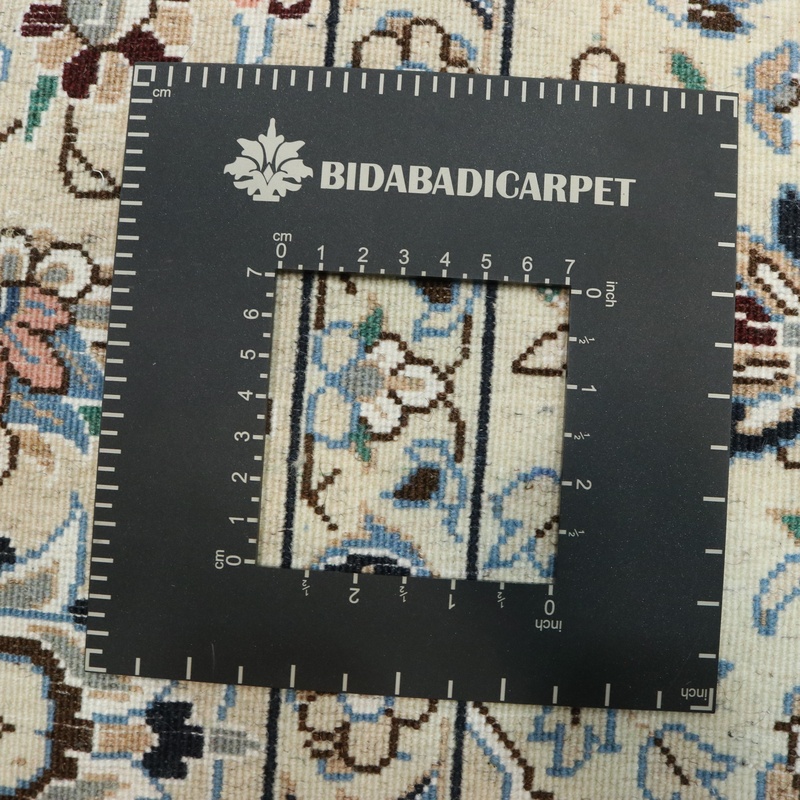 cm
BIDABADICARPET
cm
0 1 2 3 4 5 6 7
7
6
5
4
3
2
1
0
cm
0 inch
½
1
½
2
½
½ 2 ½ 1 ½ 0
inch
inch